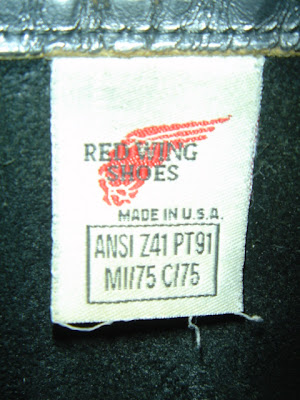 RED WING
SHOES
MADE IN U.S.A.
ANSI Z41 PT91
MI/75 C/75